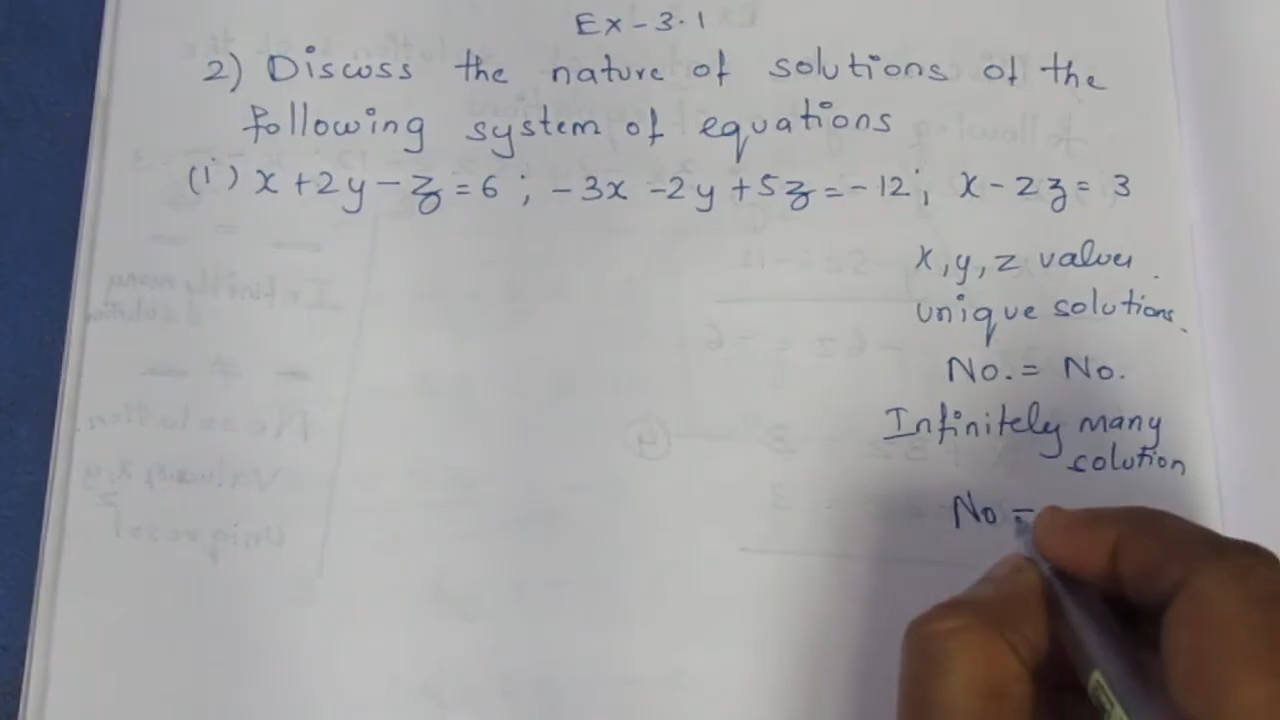 Ex-3.1
2) Discuss the nature of solutions of the
following system of equations
(i) x+2y-z=6; -3x-2y+5z=-12; x-2z=3
x,y,z values.
unique solutions.
No. = No.
Infinitely many
solution
No =